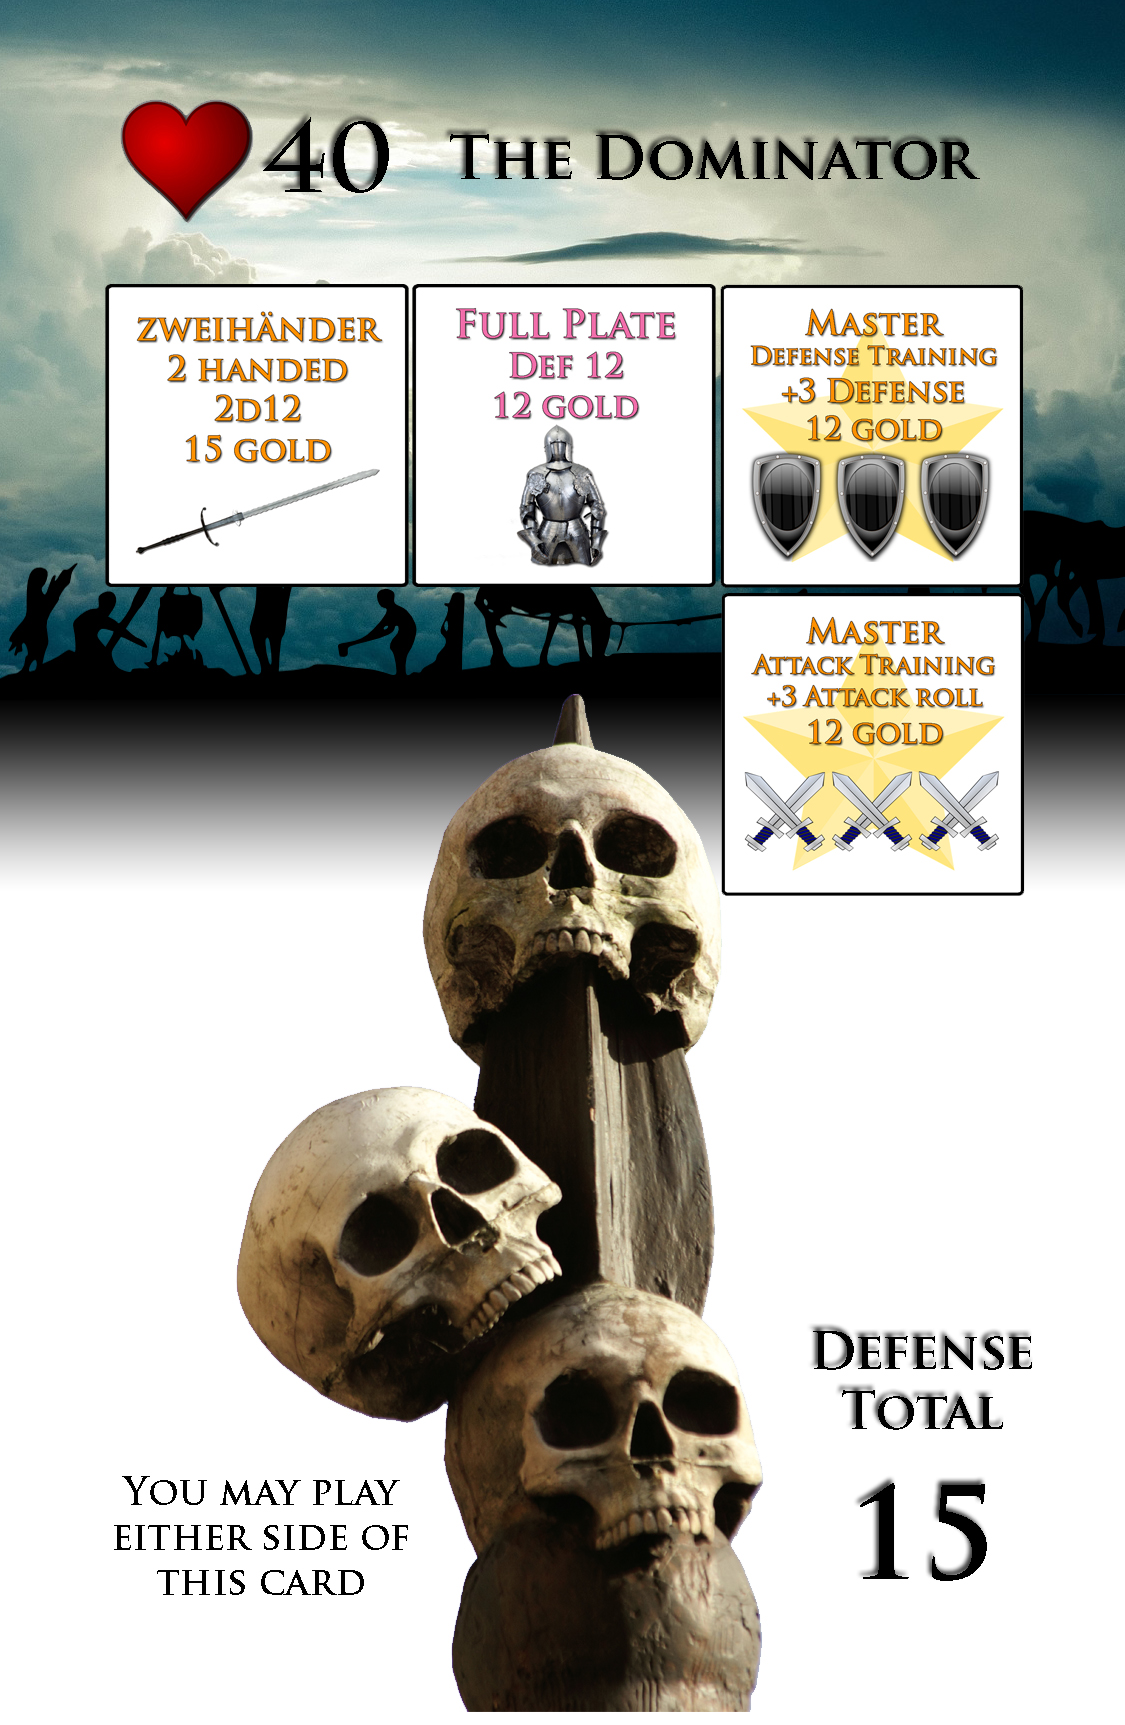 40 The Dominator
Zweihänder
2 handed
2d12
15 gold
Full Plate
Def 12
12 gold
Master
Defense Training
+3 Defense
12 gold
Master
Attack Training
+3 Attack roll
12 gold
Defense
Total
15
You may play
either side of
this card